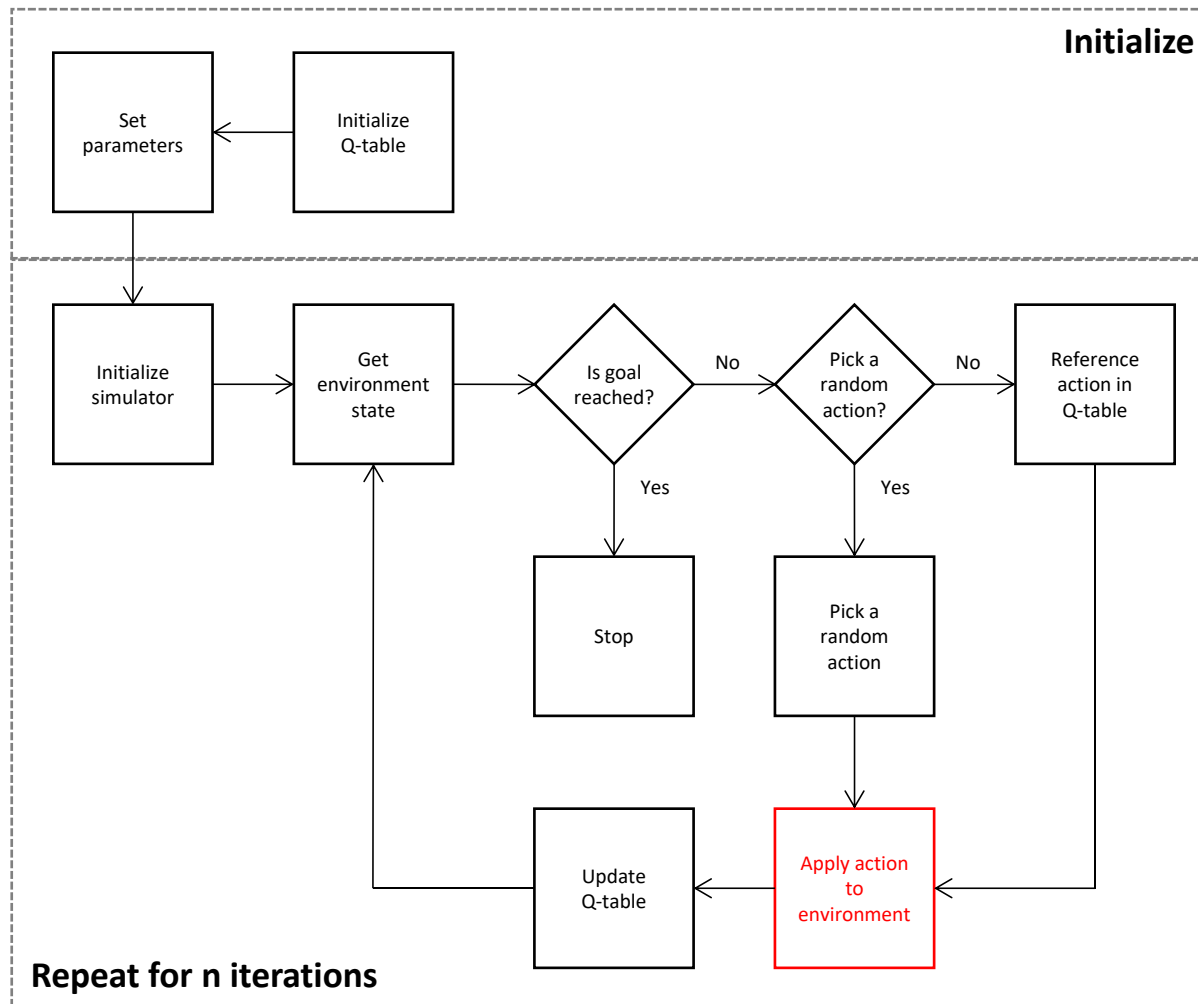 Initialize
Set
parameters
Initialize
Q-table
Initialize
simulator
Get
environment
state
Is goal
reached?
No
Pick a
random
action?
No
Reference
action in
Q-table
Yes
Yes
Stop
Pick a
random
action
Update
Q-table
Apply action
to
environment
Repeat for n iterations